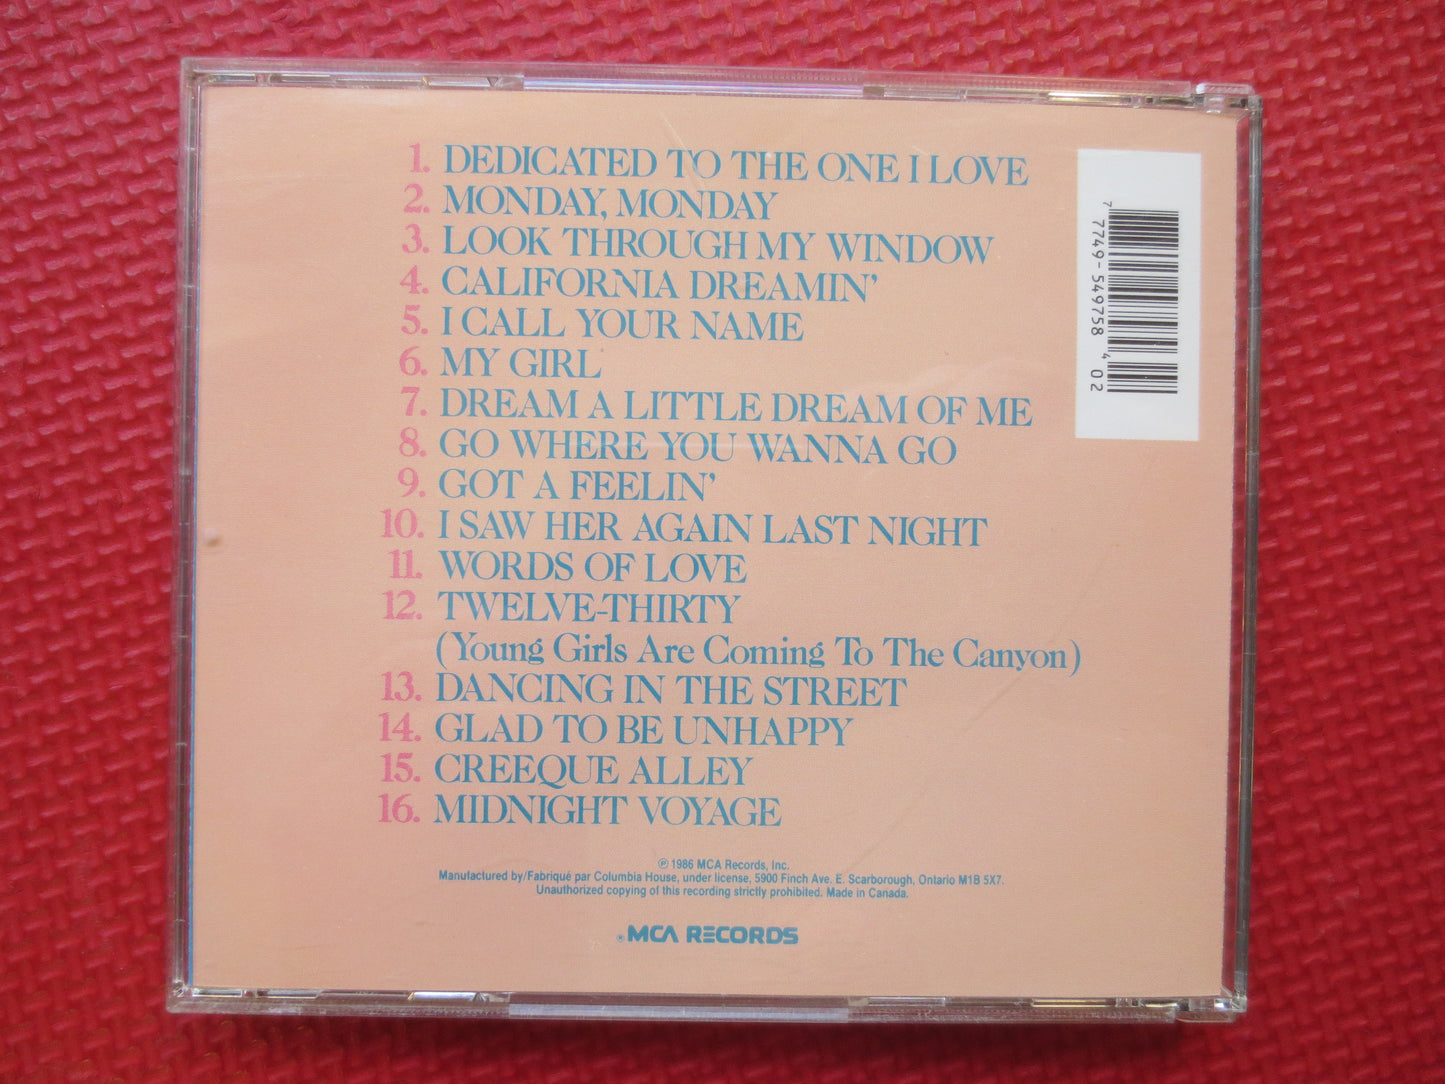 1. DEDICATED TO THE ONE I LOVE
2. MONDAY, MONDAY
3. LOOK THROUGH MY WINDOW
4. CALIFORNIA DREAMIN'
5. I CALL YOUR NAME
6. MY GIRL
7. DREAM A LITTLE DREAM OF ME
8. GO WHERE YOU WANNA GO
9. GOT A FEELIN'
10. I SAW HER AGAIN LAST NIGHT
11. WORDS OF LOVE
12. TWELVE-THIRTY
(Young Girls Are Coming To The Canyon)
13. DANCING IN THE STREET
14. GLAD TO BE UNHAPPY
15. CREEQUE ALLEY
16. MIDNIGHT VOYAGE
℗ 1986 MCA Records, Inc.
Manufactured by/Fabriqué par Columbia House, under license, 5900 Finch Ave. E. Scarborough, Ontario M1B 5X7.
Unauthorized copying of this recording strictly prohibited. Made in Canada.
® MCA RECORDS
7 7749-549758 4 02